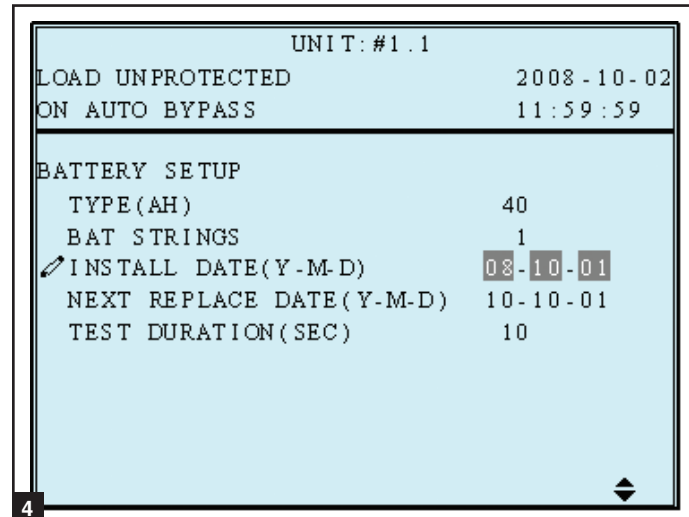 UNIT:#1.1
LOAD UNPROTECTED 2008-10-02
ON AUTO BYPASS 11:59:59
BATTERY SETUP
TYPE(AH) 40
BAT STRINGS 1
INSTALL DATE(Y-M-D) 08-10-01
NEXT REPLACE DATE(Y-M-D) 10-10-01
TEST DURATION(SEC) 10
4